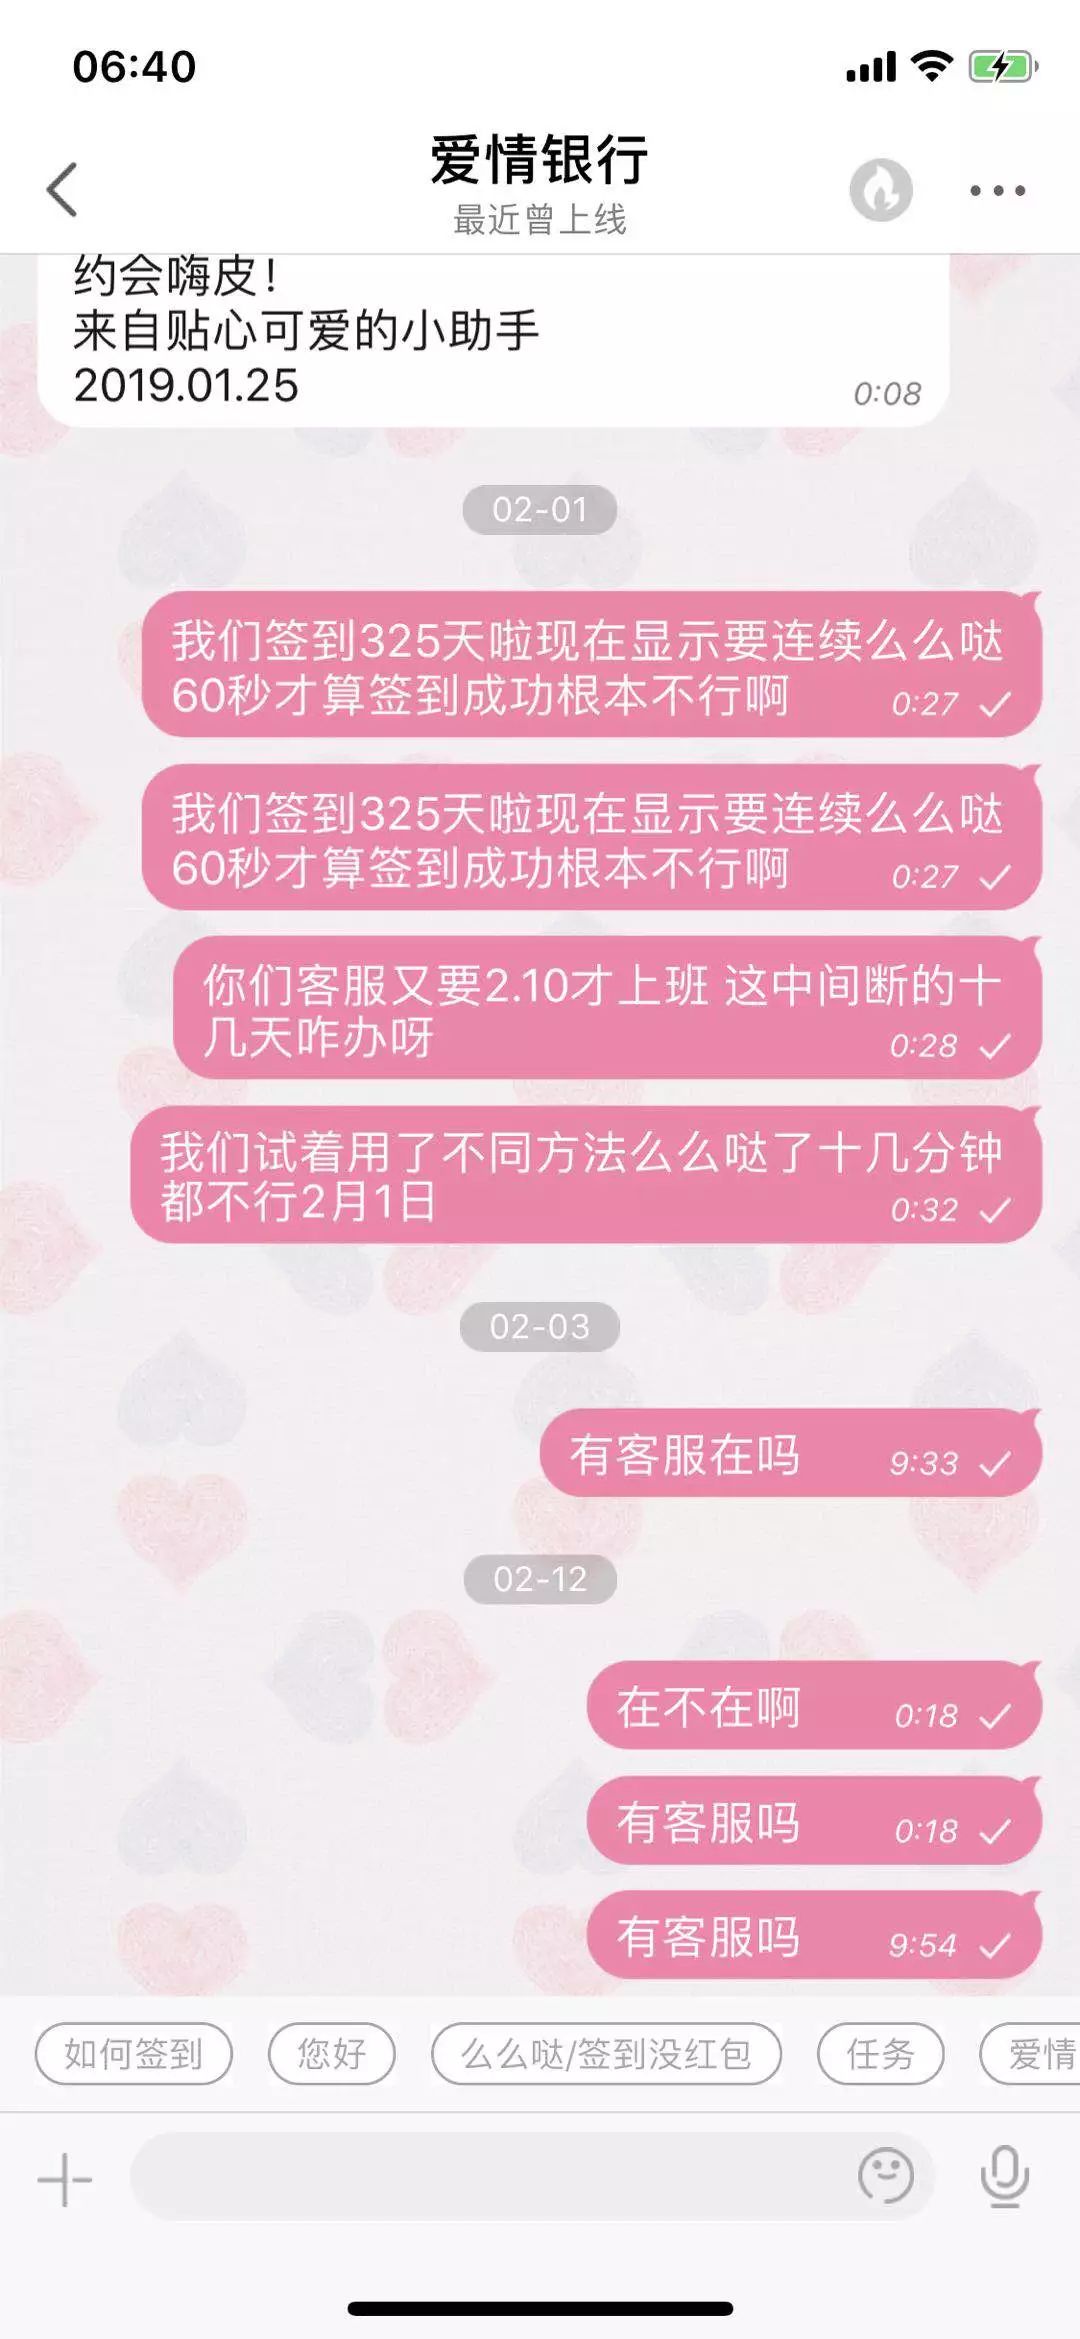 06:40
爱情银行
最近曾上线
约会嗨皮！
来自贴心可爱的小助手
2019.01.25
0:08
02-01
我们签到325天啦现在显示要连续么么哒
60秒才算签到成功根本不行啊
0:27
我们签到325天啦现在显示要连续么么哒
60秒才算签到成功根本不行啊
0:27
你们客服又要2.10才上班 这中间断的十
几天咋办呀
0:28
我们试着用了不同方法么么哒了十几分钟
都不行2月1日
0:32
02-03
有客服在吗
9:33
02-12
在不在啊
0:18
有客服吗
0:18
有客服吗
9:54
如何签到
您好
么么哒/签到没红包
任务
爱情